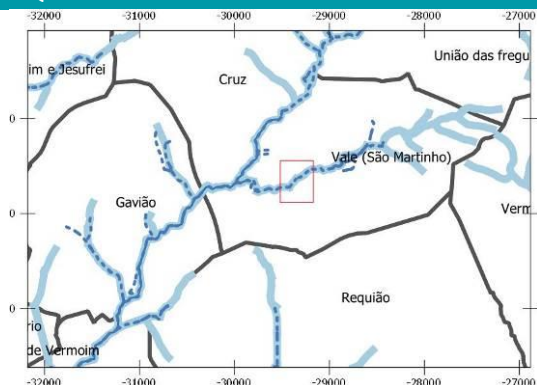 -32000 -31000 -30000 -29000 -28000 -27000
União das fregu
im e Jesufrei
Cruz
0
Vale (São Martinho)
Gavião
Verm
0
Requião
0
rio
de Vermoim
-32000 -31000 -30000 -29000 -28000 -27000